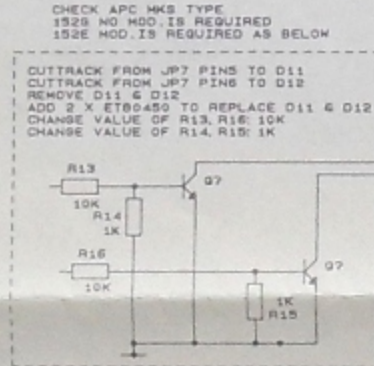 CHECK APC MKS TYPE
152G NO MOD.IS REQUIRED
152E MOD.IS REQUIRED AS BELOW
CUTTRACK FROM JP7 PIN5 TO D11
CUTTRACK FROM JP7 PIN6 TO D12
REMOVE D11 & D12
ADD 2 X ET80450 TO REPLACE D11 & D12
CHANGE VALUE OF R13,R16: 10K
CHANGE VALUE OF R14,R15: 1K
R13
10K
Q7
R14
1K
R16
10K
Q7
1K
R15